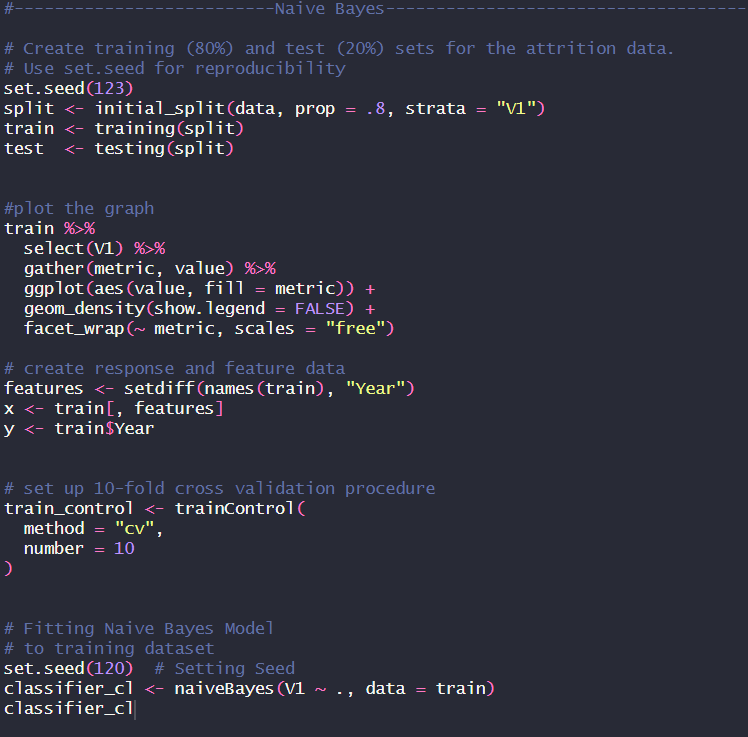 #--------------------------Naive Bayes------------------------------------
# Create training (80%) and test (20%) sets for the attrition data.
# Use set.seed for reproducibility
set.seed(123)
split <- initial_split(data, prop = .8, strata = "V1")
train <- training(split)
test  <- testing(split)
#plot the graph
train %>%
  select(V1) %>%
  gather(metric, value) %>%
  ggplot(aes(value, fill = metric)) +
  geom_density(show.legend = FALSE) +
  facet_wrap(~ metric, scales = "free")
# create response and feature data
features <- setdiff(names(train), "Year")
x <- train[, features]
y <- train$Year
# set up 10-fold cross validation procedure
train_control <- trainControl(
  method = "cv",
  number = 10
)
# Fitting Naive Bayes Model
# to training dataset
set.seed(120)  # Setting Seed
classifier_cl <- naiveBayes(V1 ~ ., data = train)
classifier_cl